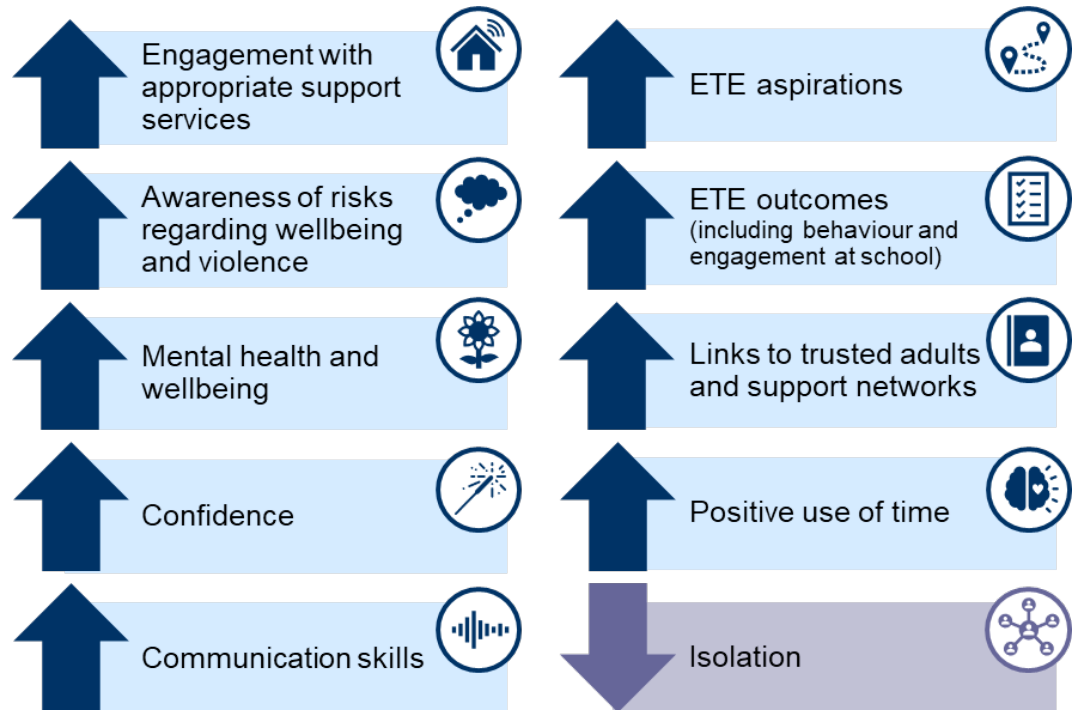 Engagement with
appropriate support
services
Awareness of risks
regarding wellbeing
and violence
Mental health and
wellbeing
Confidence
Communication skills
ETE aspirations
ETE outcomes
(including behaviour and
engagement at school)
Links to trusted adults
and support networks
Positive use of time
Isolation